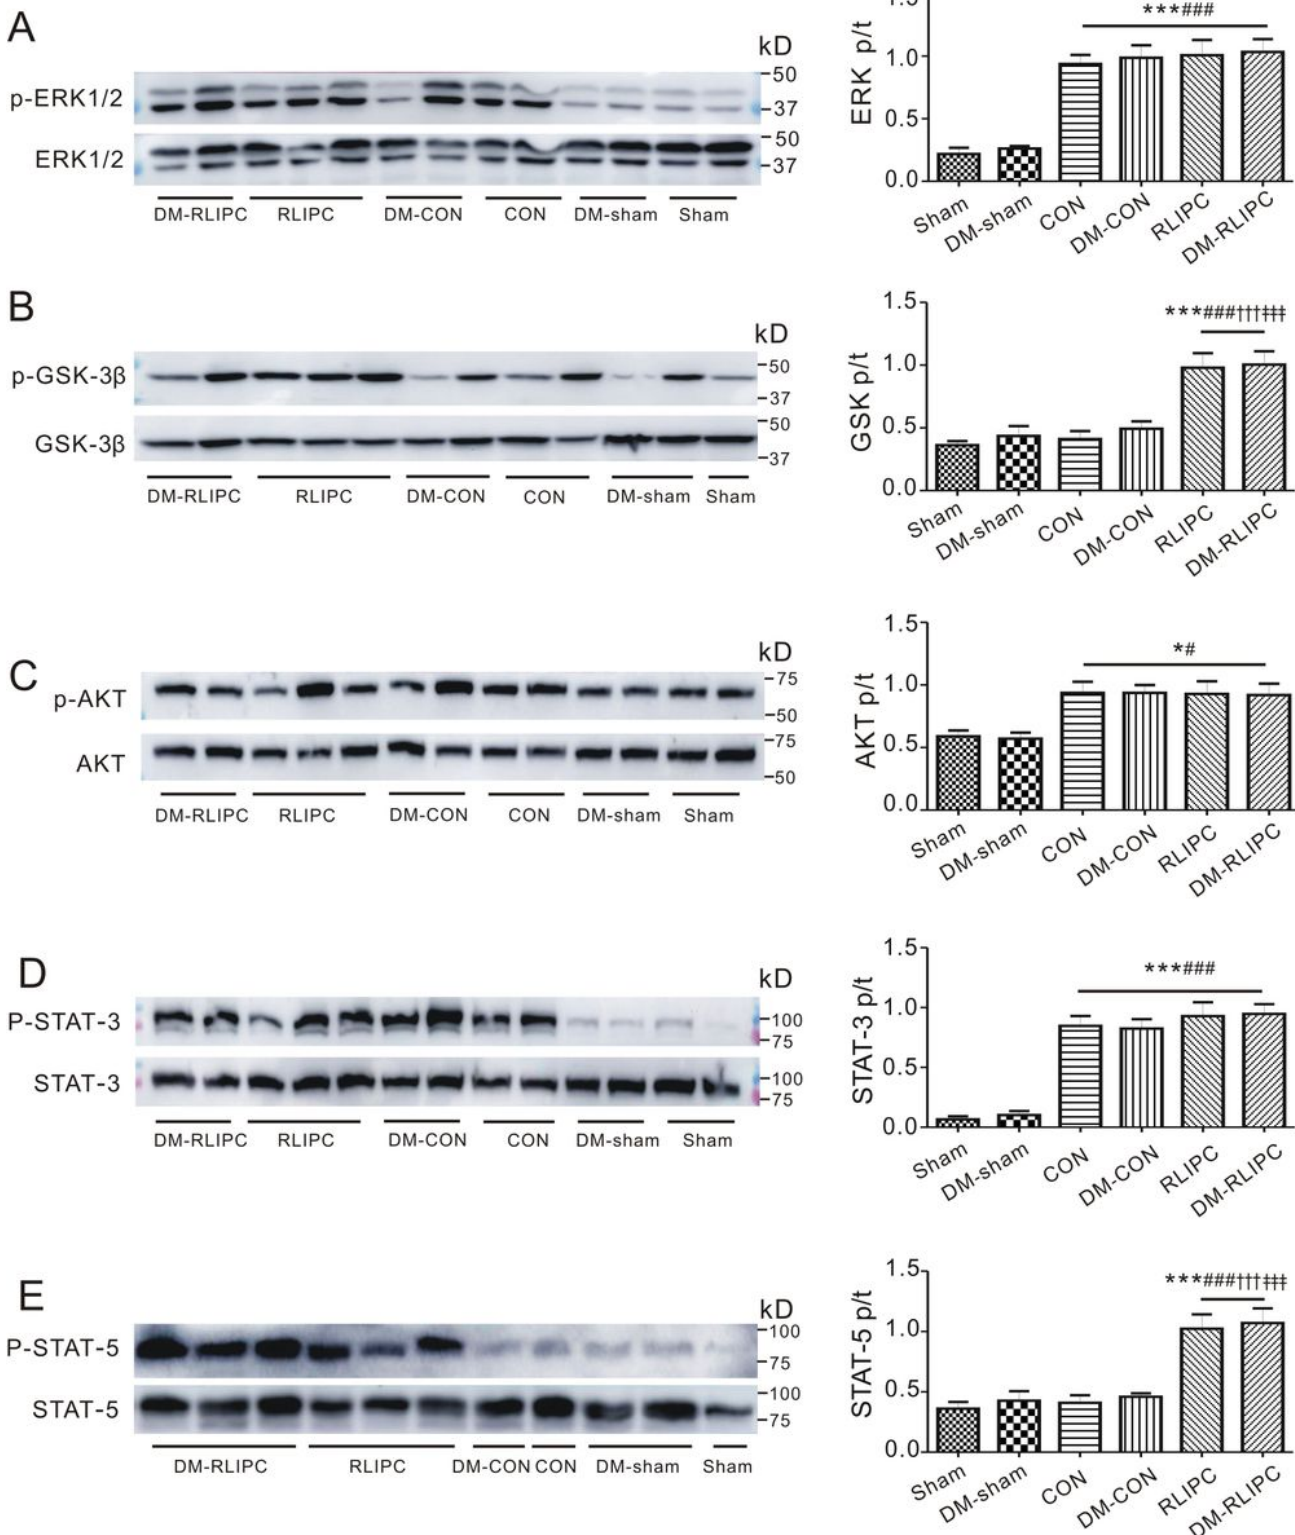 A
kD
p-ERK1/2
50
37
ERK1/2
50
37
DM-RLIPC RLIPC DM-CON CON DM-sham Sham
ERK p/t
***###
1.0
0.5
0.0
Sham DM-sham CON DM-CON RLIPC DM-RLIPC
B
kD
p-GSK-3β
50
37
GSK-3β
50
37
DM-RLIPC RLIPC DM-CON CON DM-sham Sham
GSK p/t
***###†††‡‡‡
1.5
1.0
0.5
0.0
Sham DM-sham CON DM-CON RLIPC DM-RLIPC
C
kD
p-AKT
75
50
AKT
75
50
DM-RLIPC RLIPC DM-CON CON DM-sham Sham
AKT p/t
*#
1.5
1.0
0.5
0.0
Sham DM-sham CON DM-CON RLIPC DM-RLIPC
D
kD
P-STAT-3
100
75
STAT-3
100
75
DM-RLIPC RLIPC DM-CON CON DM-sham Sham
STAT-3 p/t
***###
1.5
1.0
0.5
0.0
Sham DM-sham CON DM-CON RLIPC DM-RLIPC
E
kD
P-STAT-5
100
75
STAT-5
100
75
DM-RLIPC RLIPC DM-CON CON DM-sham Sham
STAT-5 p/t
***###†††‡‡‡
1.5
1.0
0.5
0.0
Sham DM-sham CON DM-CON RLIPC DM-RLIPC